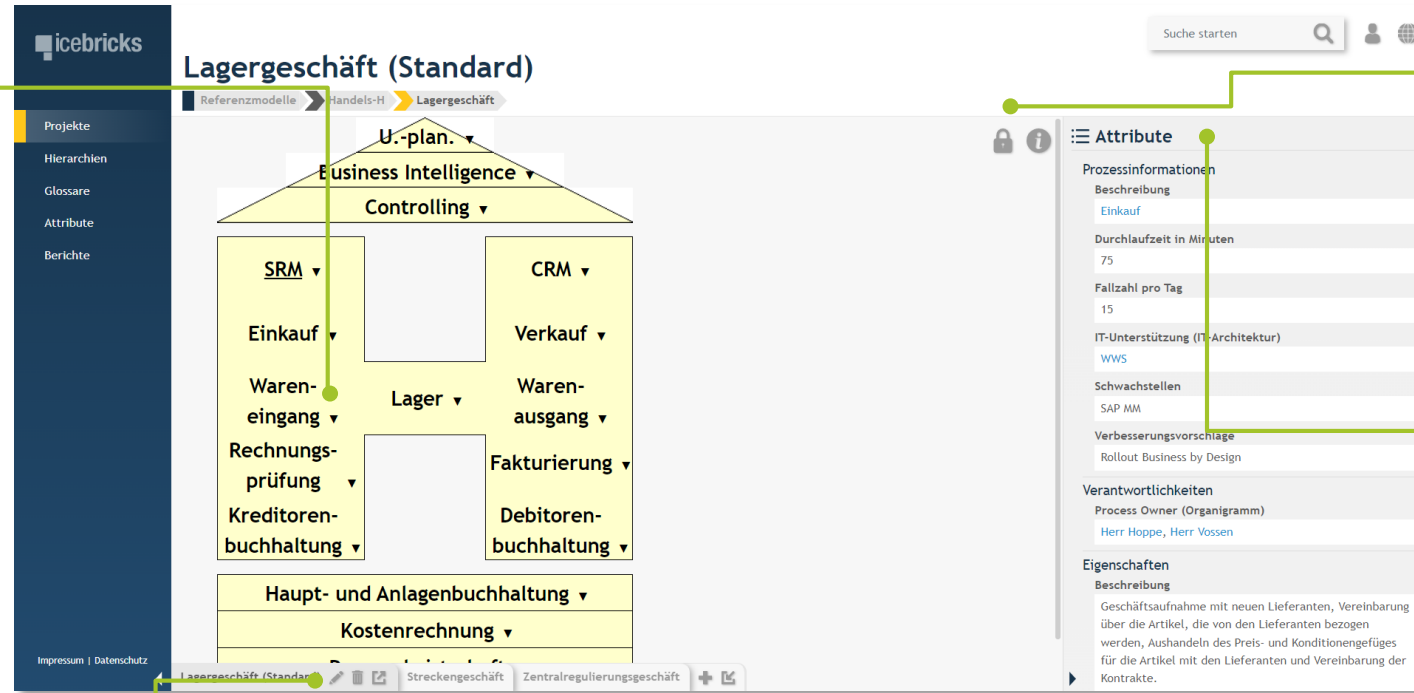 icebricks
Suche starten
Lagergeschäft (Standard)
Referenzmodelle
Handels-H
Lagergeschäft
Projekte
Hierarchien
Glossare
Attribute
Berichte
Impressum | Datenschutz
U.-plan.
Business Intelligence
Controlling
SRM
CRM
Einkauf
Verkauf
Waren-
eingang
Lager
Waren-
ausgang
Rechnungs-
prüfung
Fakturierung
Kreditoren-
buchhaltung
Debitoren-
buchhaltung
Haupt- und Anlagenbuchhaltung
Kostenrechnung
Lagergeschäft (Standard)
Streckengeschäft
Zentralregulierungsgeschäft
Attribute
Prozessinformationen
Beschreibung
Einkauf
Durchlaufzeit in Minuten
75
Fallzahl pro Tag
15
IT-Unterstützung (IT-Architektur)
WWS
Schwachstellen
SAP MM
Verbesserungsvorschläge
Rollout Business by Design
Verantwortlichkeiten
Process Owner (Organigramm)
Herr Hoppe, Herr Vossen
Eigenschaften
Beschreibung
Geschäftsaufnahme mit neuen Lieferanten, Vereinbarung
über die Artikel, die von den Lieferanten bezogen
werden, Aushandeln des Preis- und Konditionengefüges
für die Artikel mit den Lieferanten und Vereinbarung der
Kontrakte.